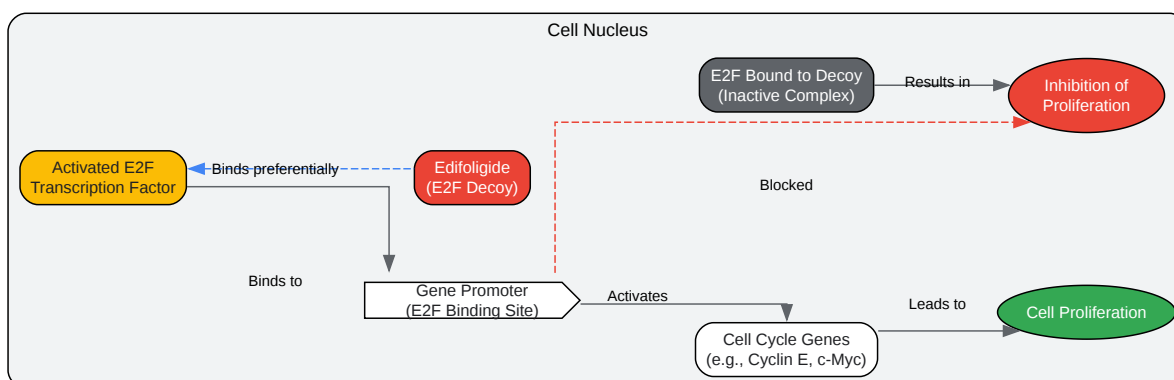 Cell Nucleus
E2F Bound to Decoy
(Inactive Complex)
Results in
Inhibition of
Proliferation
Activated E2F
Transcription Factor
Binds preferentially
Edifoligide
(E2F Decoy)
Blocked
Binds to
Gene Promoter
(E2F Binding Site)
Activates
Cell Cycle Genes
(e.g., Cyclin E, c-Myc)
Leads to
Cell Proliferation